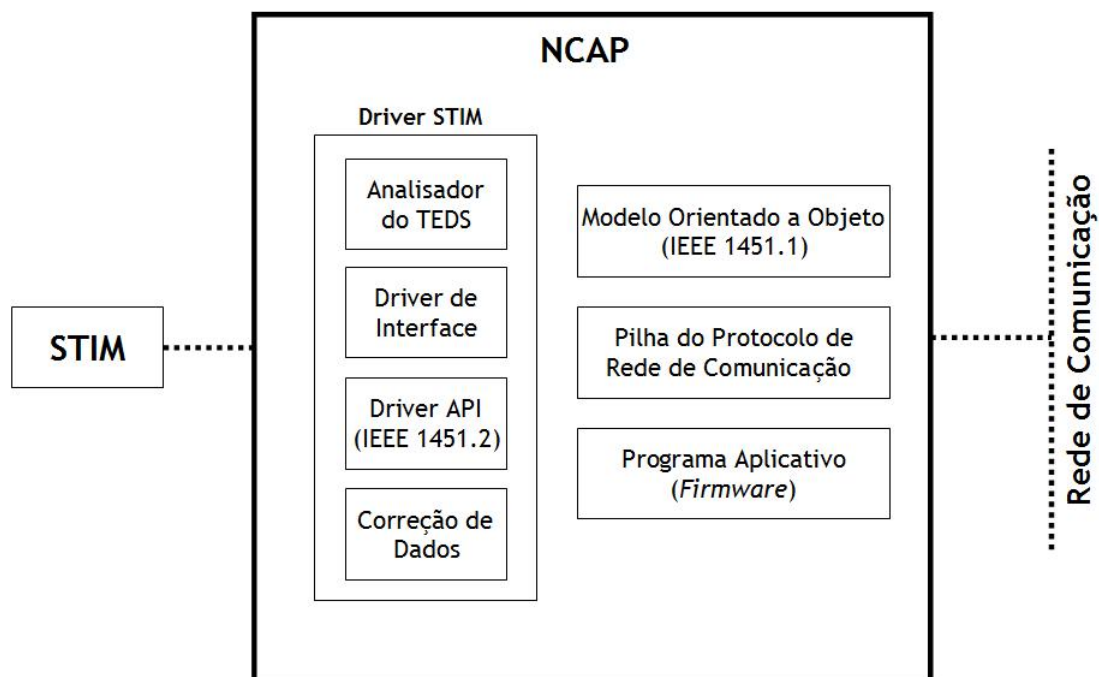 NCAP
Driver STIM
Analisador
do TEDS
Driver de
Interface
Driver API
(IEEE 1451.2)
Correção de
Dados
Modelo Orientado a Objeto
(IEEE 1451.1)
Pilha do Protocolo de
Rede de Comunicação
Programa Aplicativo
(Firmware)
STIM
Rede de Comunicação